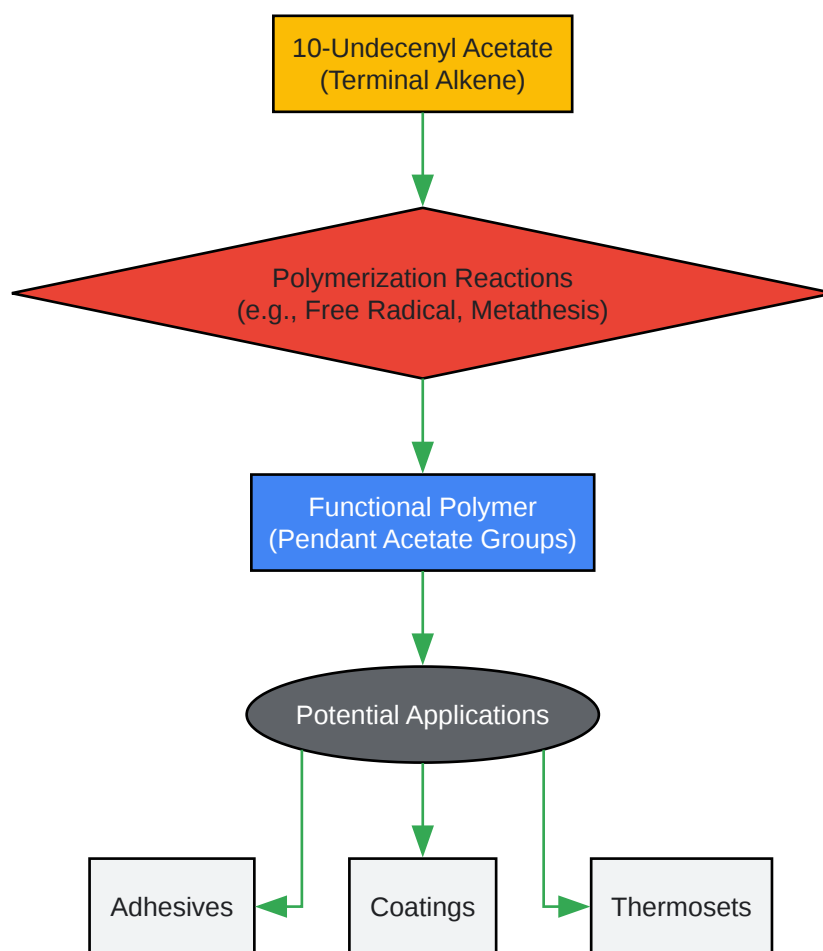 10-Undecenyl Acetate
(Terminal Alkene)
Polymerization Reactions
(e.g., Free Radical, Metathesis)
Functional Polymer
(Pendant Acetate Groups)
Potential Applications
Adhesives
Coatings
Thermosets